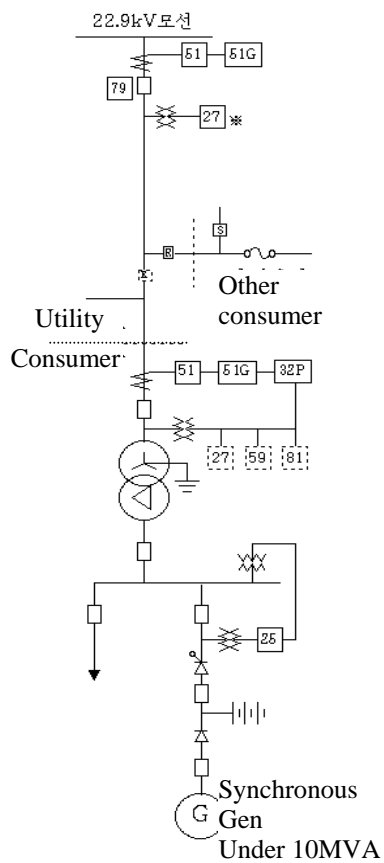 22.9kV모선
51 51G
79
27 ※
S
R
Other
consumer
Utility
Consumer
51 51G 32P
27 59 81
25
Synchronous
G Gen
Under 10MVA